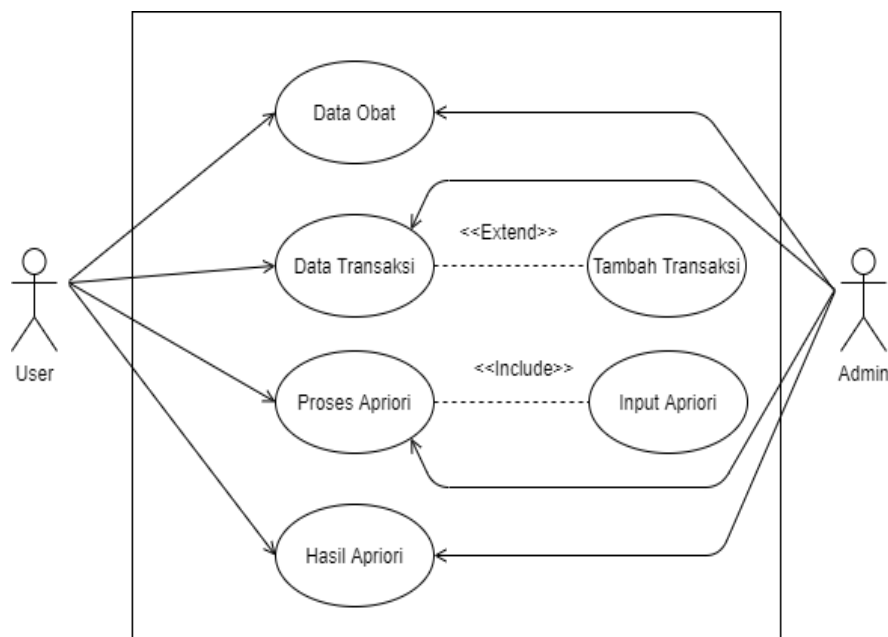 Data Obat
<<Extend>>
Data Transaksi
Tambah Transaksi
User
Admin
<<Include>>
Proses Apriori
Input Apriori
Hasil Apriori